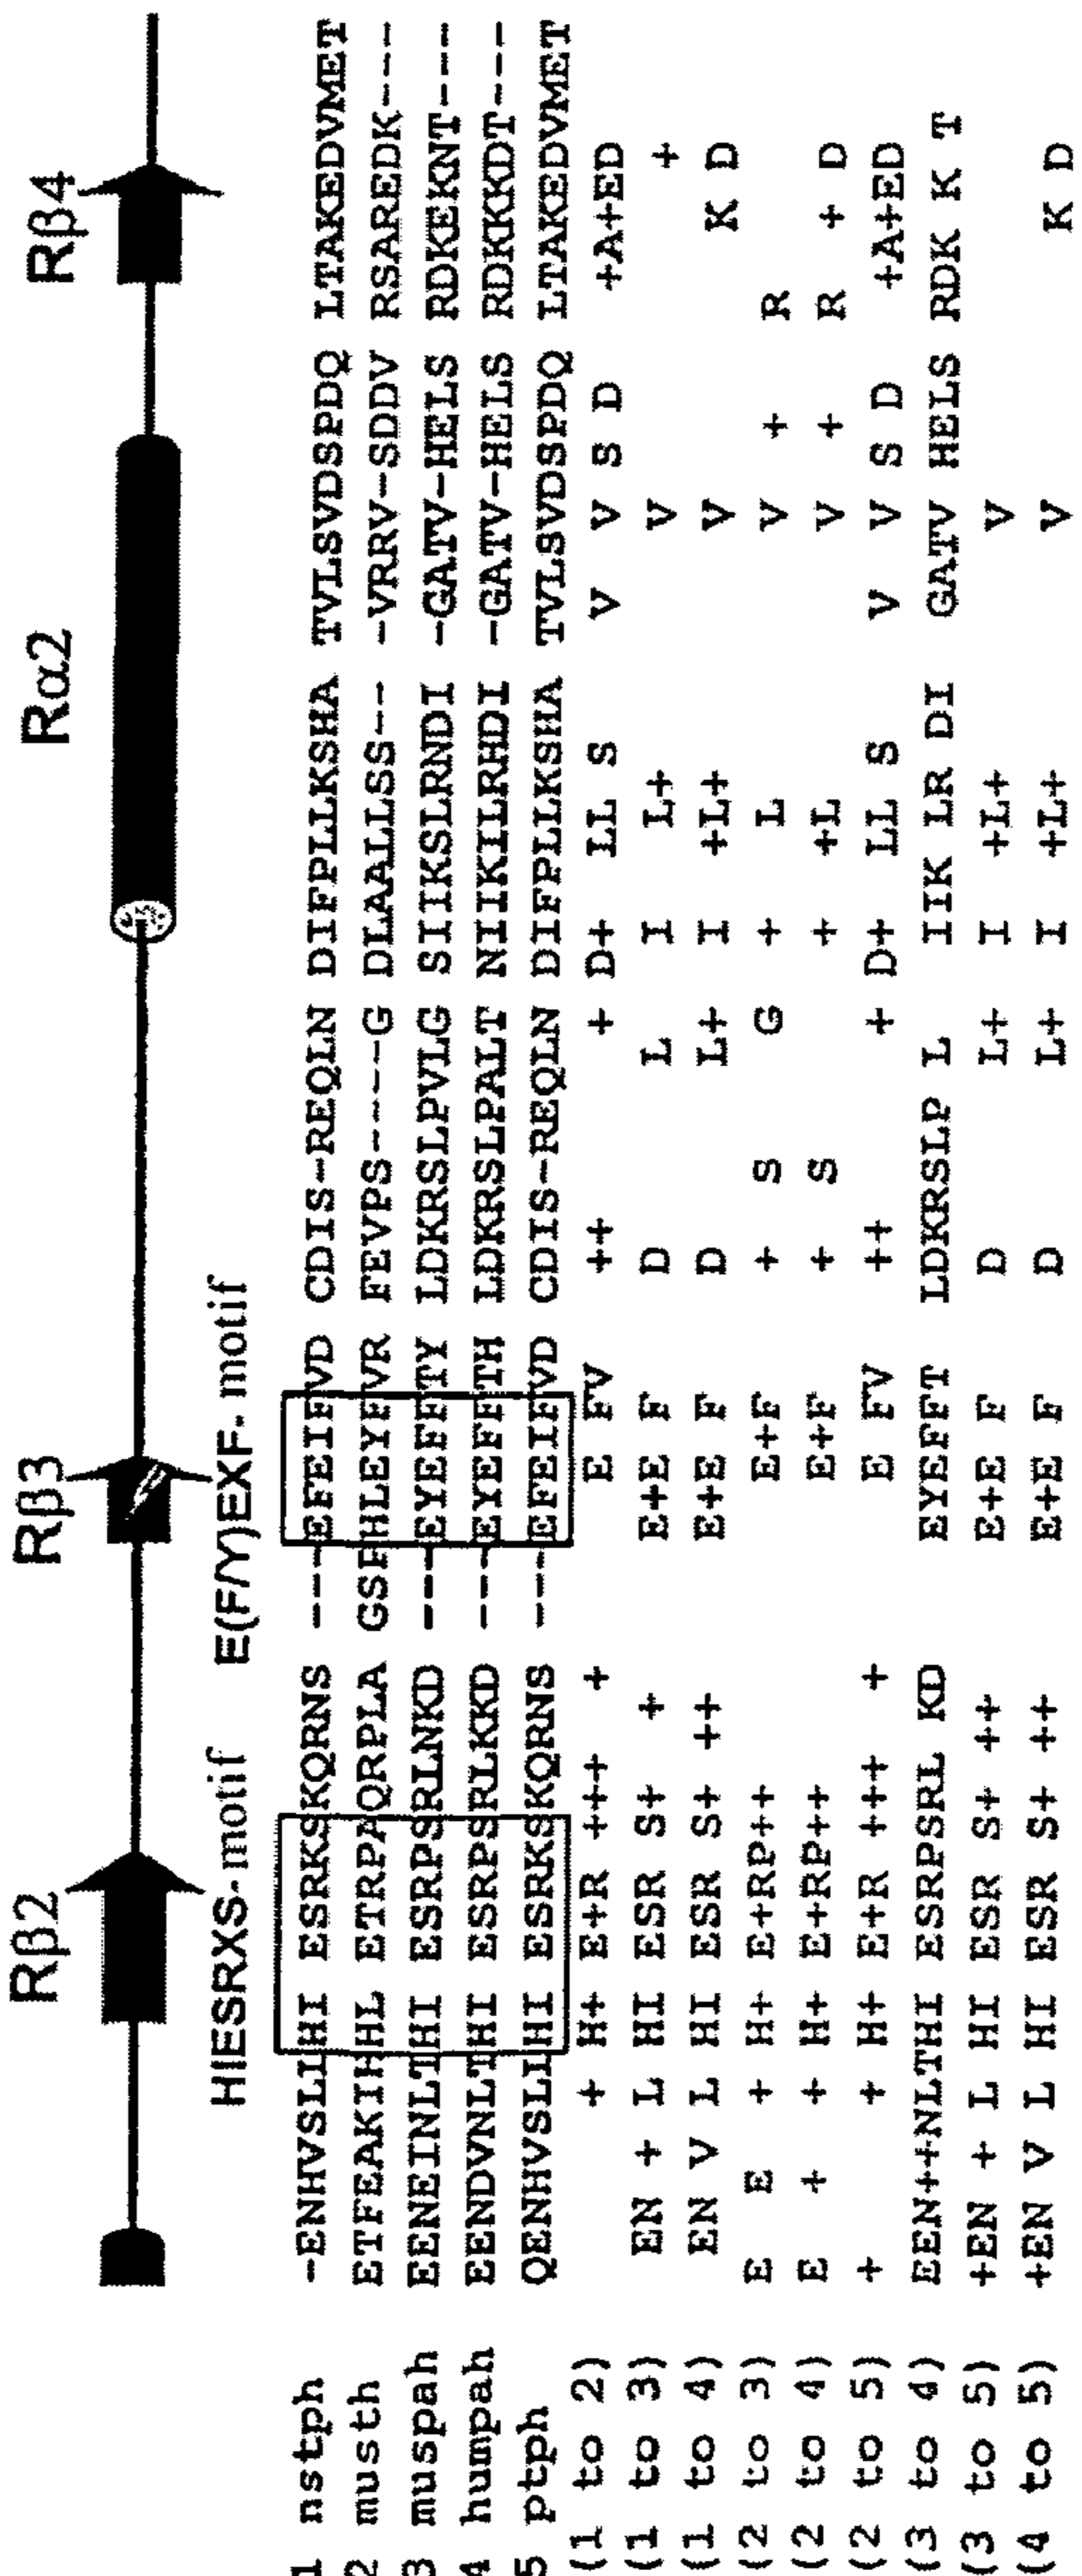 Rβ2 Rβ3 Rα2 Rβ4
HIESRXS-motif E(F/Y)EXF-motif
1 nstph -ENHVSLLHI ESRKSKQRNS ---EFEIFVD CDIS-REQLN DIFPLLKSHA TVLSVDSPDQ LTAKEDVMET
2 musth ETFEAKIHHL ETRPAQRPLA GSPHLEYFVR FEVPS----G DLAALLSS-- -VRRV-SDDV RSAREDK---
3 muspah EENEINLTHI ESRPSRLNKD ---EYEFFTY LDKRSLPVLG SIIKSLRNDI -GATV-HELS RDKEKNT---
4 humpah EENDVNLTHI ESRPSRLKKD ---EYEFFTH LDKRSLPALT NIIKILRHDI -GATV-HELS RDKKKDT---
5 ptph QENHVSLLHI ESRKSKQRNS ---EFEIFVD CDIS-REQLN DIFPLLKSHA TVLSVDSPDQ LTAKEDVMET
(1 to 2) + H+ E+R +++ + E FV ++ + D+ LL S V V S D +A+ED
(1 to 3) EN + L HI ESR S+ + E+E F D L I L+ V +
(1 to 4) EN V L HI ESR S+ ++ E+E F D L+ I +L+ V K D
(2 to 3) E E + H+ E+RP++ E+F + S G + L V + R
(2 to 4) E + + H+ E+RP++ E+F + S + +L V + R + D
(2 to 5) + + H+ E+R +++ + E FV ++ + D+ LL S V V S D +A+ED
(3 to 4) EEN++NLTHI ESRPSRL KD EYEFFT LDKRSLP L IIK LR DI GATV HELS RDK K T
(3 to 5) +EN + L HI ESR S+ ++ E+E F D L+ I +L+ V
(4 to 5) +EN V L HI ESR S+ ++ E+E F D L+ I +L+ V K D